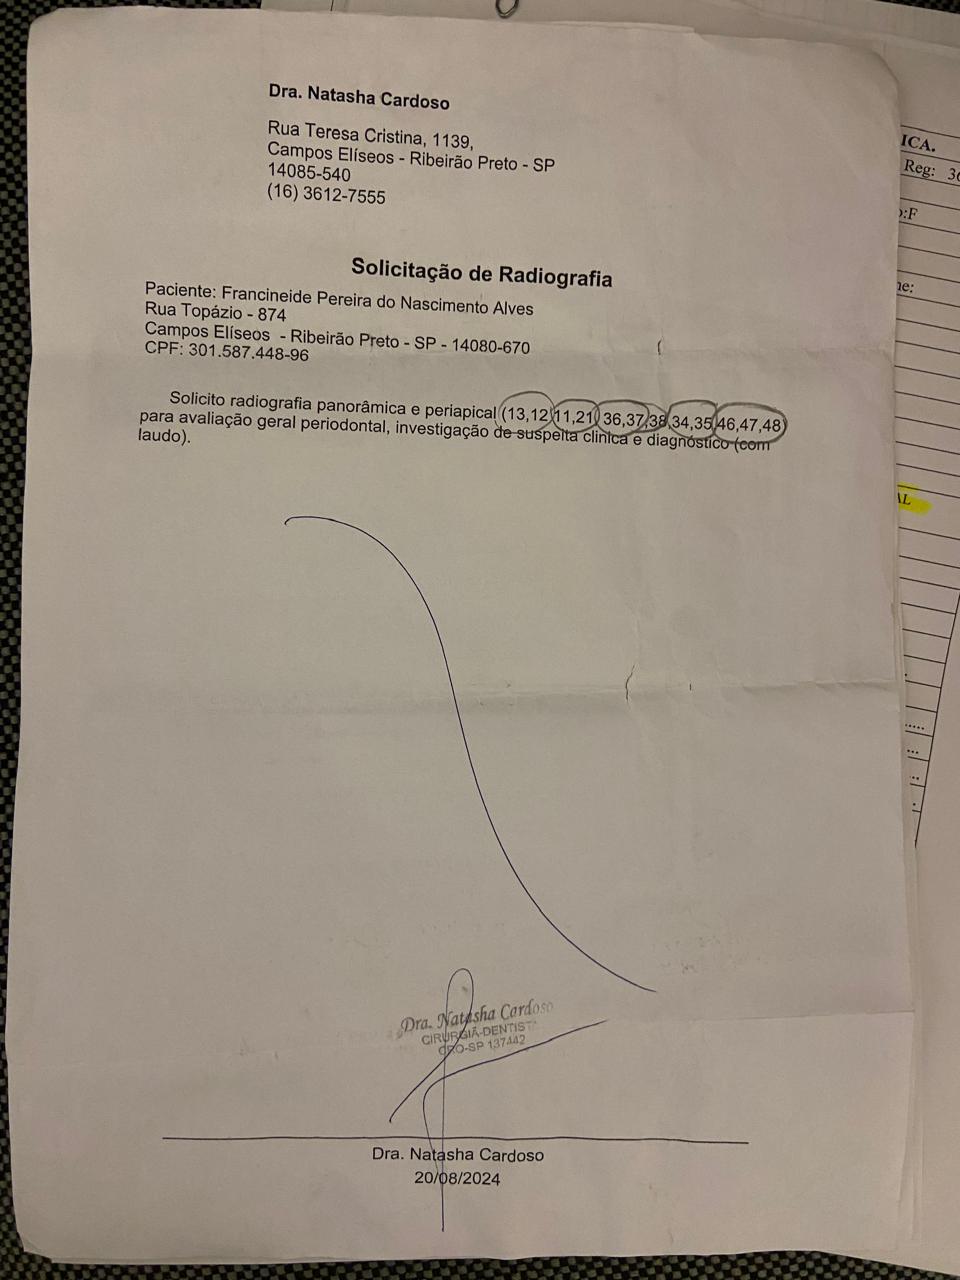 Dra. Natasha Cardoso
Rua Teresa Cristina, 1139,
Campos Elíseos - Ribeirão Preto - SP
14085-540
(16) 3612-7555
Solicitação de Radiografia
Paciente: Francineide Pereira do Nascimento Alves
Rua Topázio - 874
Campos Elíseos - Ribeirão Preto - SP - 14080-670
CPF: 301.587.448-96
Solicito radiografia panorâmica e periapical (13,12,11,21, 36,37,38,34,35,46,47,48)
para avaliação geral periodontal, investigação de suspeita clínica e diagnóstico (com
laudo).
Dra. Natasha Cardoso
CIRURGIÃ-DENTISTA
CRO-SP 137442
Dra. Natasha Cardoso
20/08/2024
ICA.
Reg: 36
o:F
ne:
AL